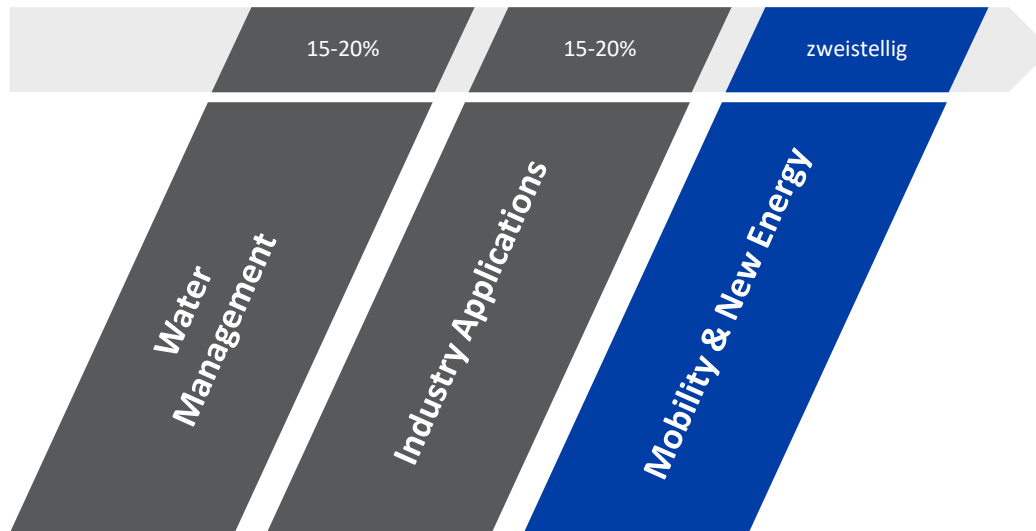 15-20%
15-20%
zweistellig
Water
Management
Industry Applications
Mobility & New Energy